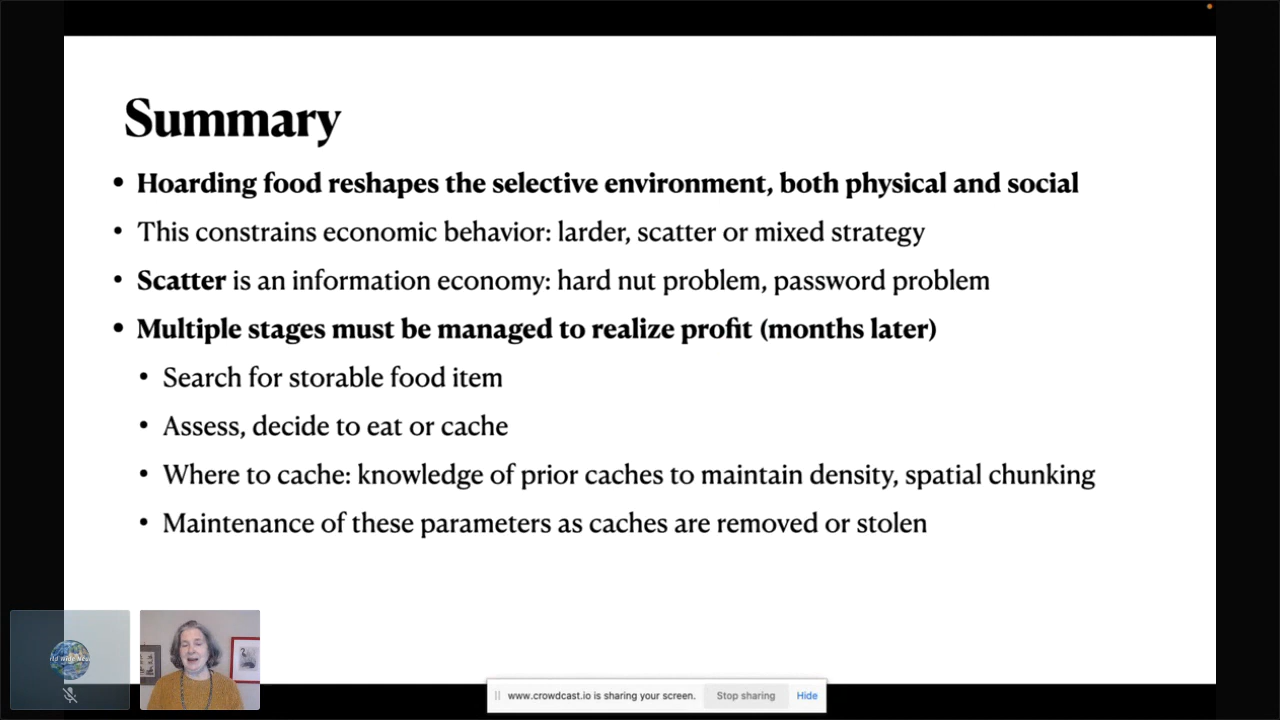 Summary
• Hoarding food reshapes the selective environment, both physical and social
• This constrains economic behavior: larder, scatter or mixed strategy
• Scatter is an information economy: hard nut problem, password problem
• Multiple stages must be managed to realize profit (months later)
• Search for storable food item
• Assess, decide to eat or cache
• Where to cache: knowledge of prior caches to maintain density, spatial chunking
• Maintenance of these parameters as caches are removed or stolen
www.crowdcast.io is sharing your screen. Stop sharing Hide